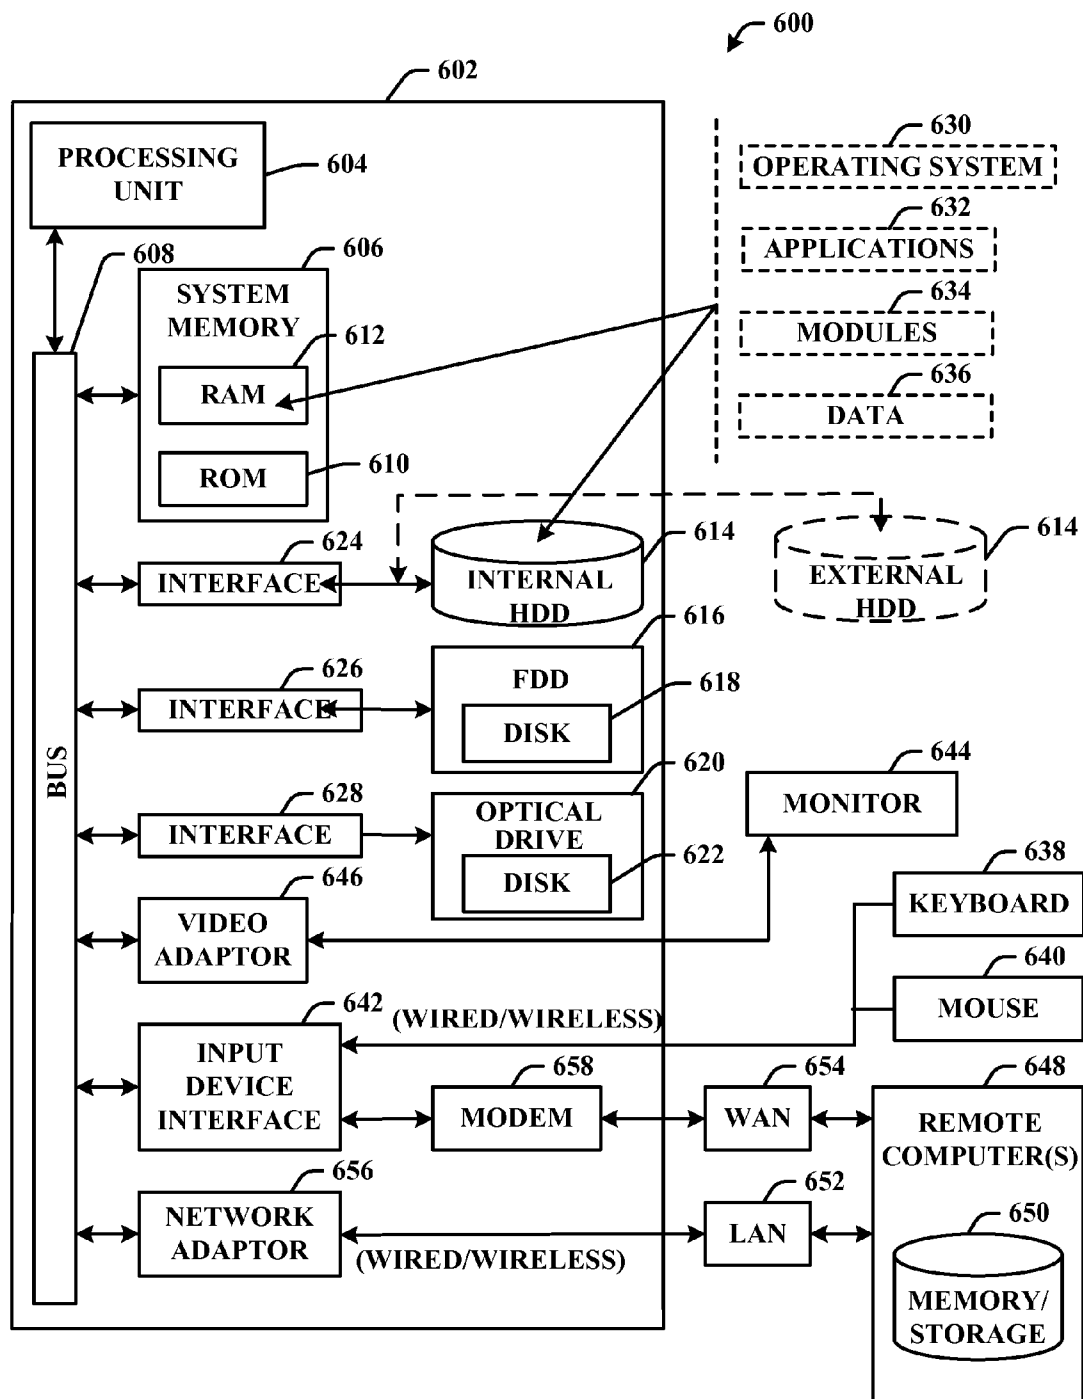 600
602
PROCESSING
UNIT
604
630
OPERATING SYSTEM
632
APPLICATIONS
634
MODULES
636
DATA
608
606
SYSTEM
MEMORY
612
RAM
610
ROM
BUS
624
INTERFACE
614
INTERNAL
HDD
614
EXTERNAL
HDD
626
INTERFACE
616
FDD
618
DISK
628
INTERFACE
620
OPTICAL
DRIVE
622
DISK
644
MONITOR
646
VIDEO
ADAPTOR
638
KEYBOARD
640
MOUSE
642
INPUT
DEVICE
INTERFACE
(WIRED/WIRELESS)
658
MODEM
654
WAN
648
REMOTE
COMPUTER(S)
656
NETWORK
ADAPTOR
(WIRED/WIRELESS)
652
LAN
650
MEMORY/
STORAGE